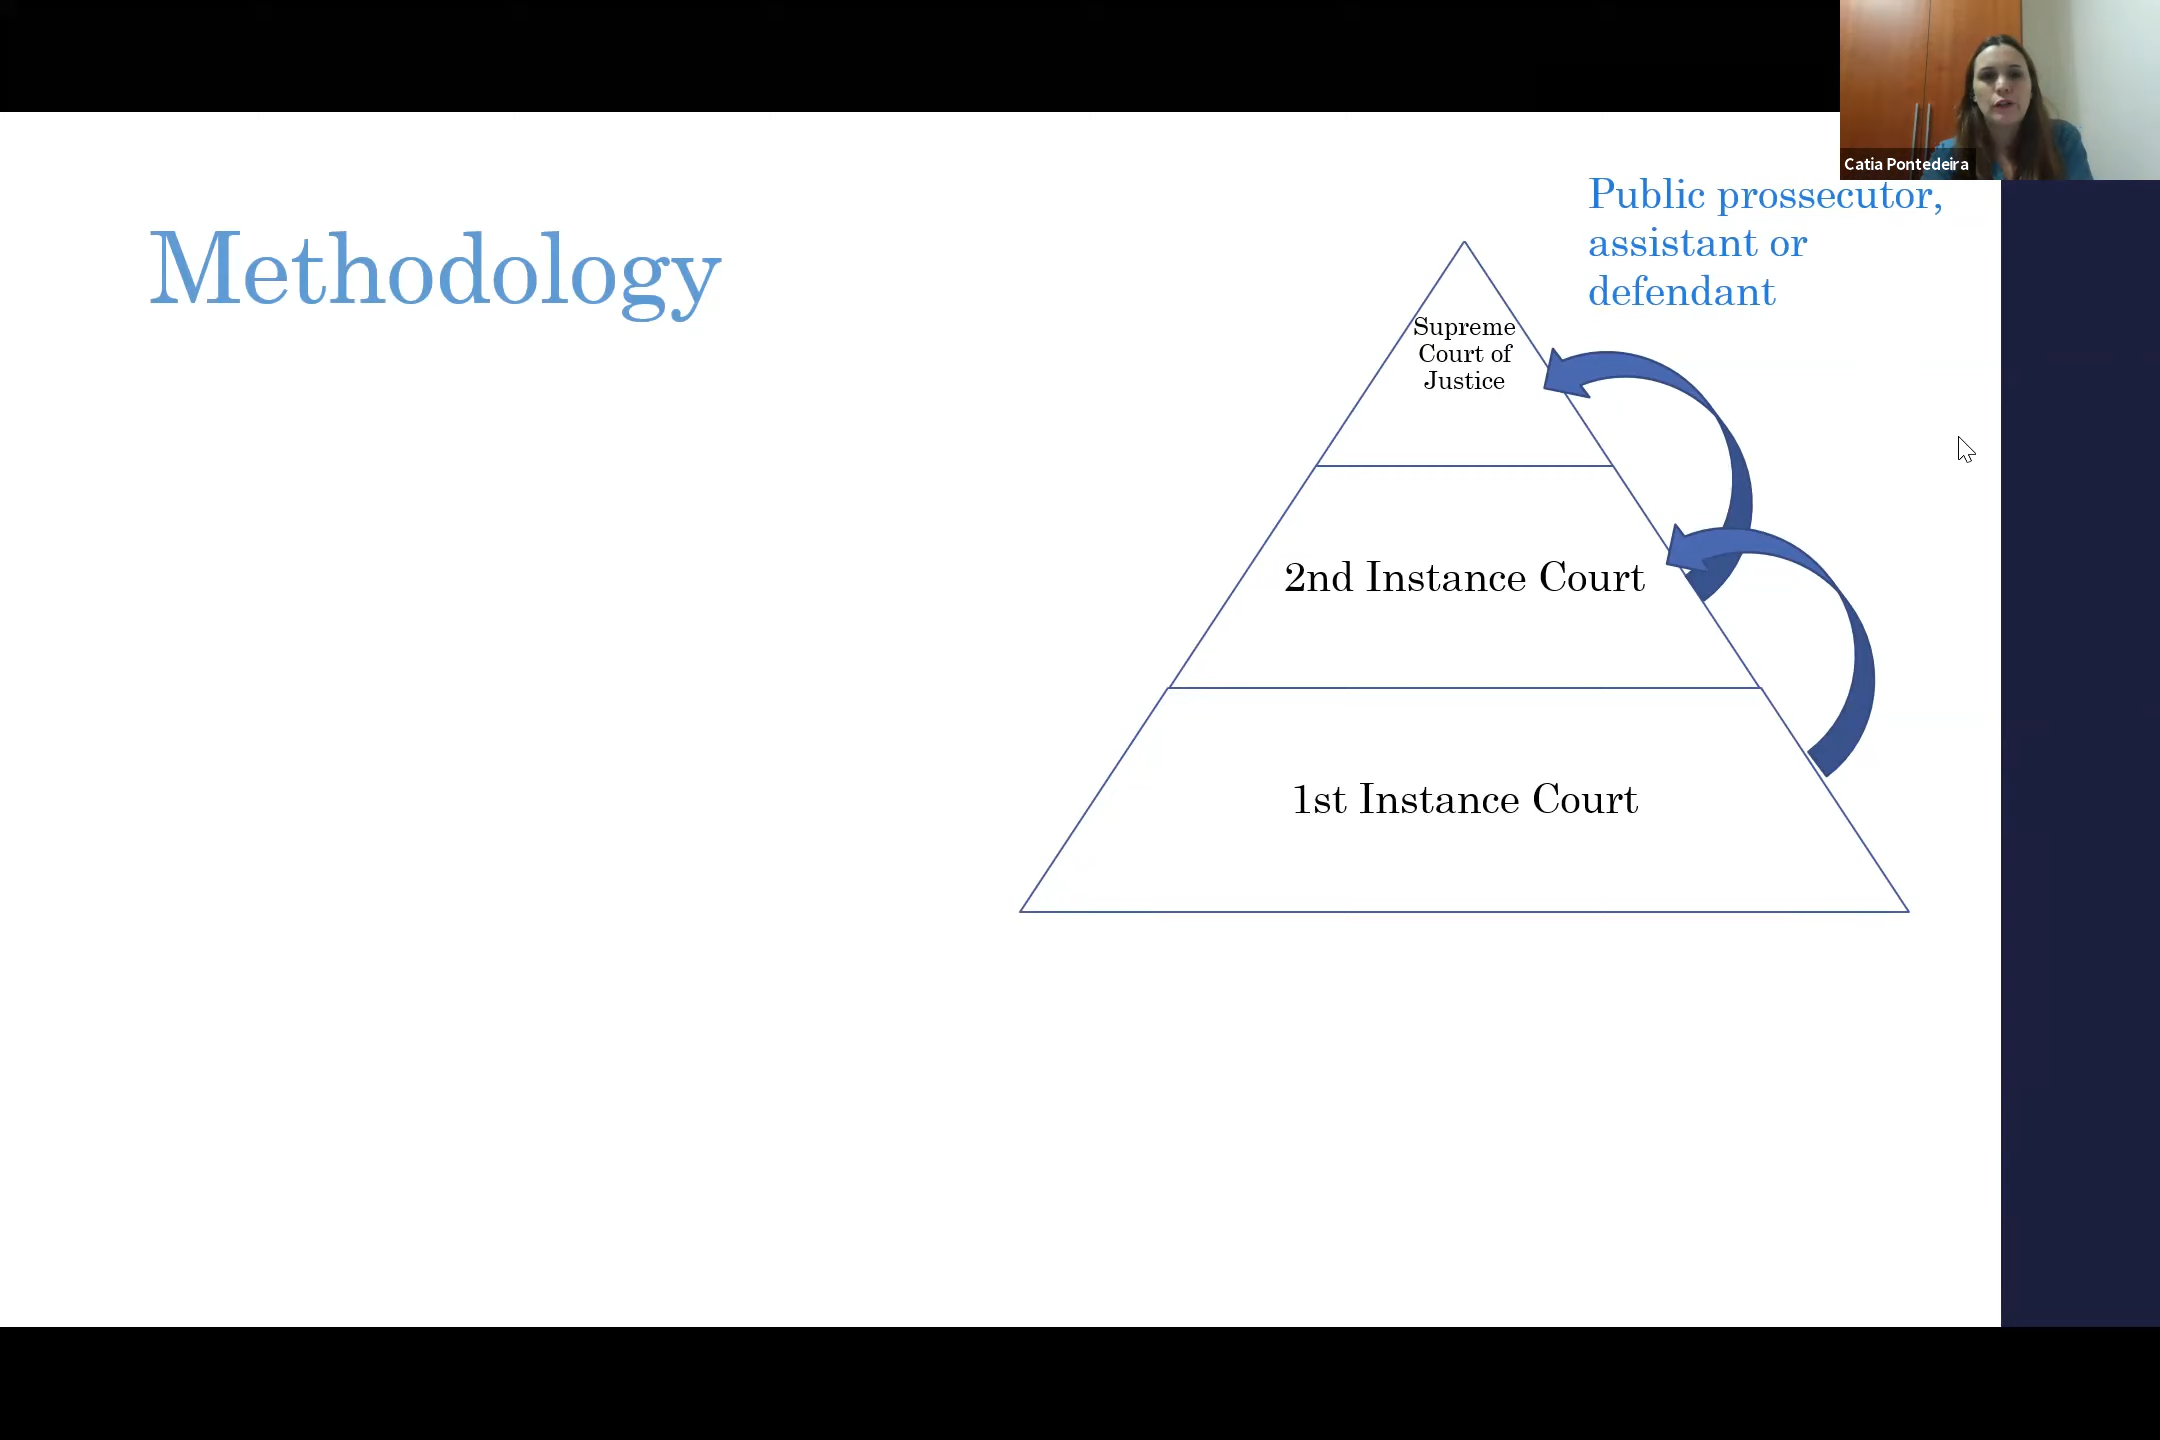 Catia Pontedeira
Public prossecutor,
assistant or
defendant
Methodology
Supreme
Court of
Justice
2nd Instance Court
1st Instance Court